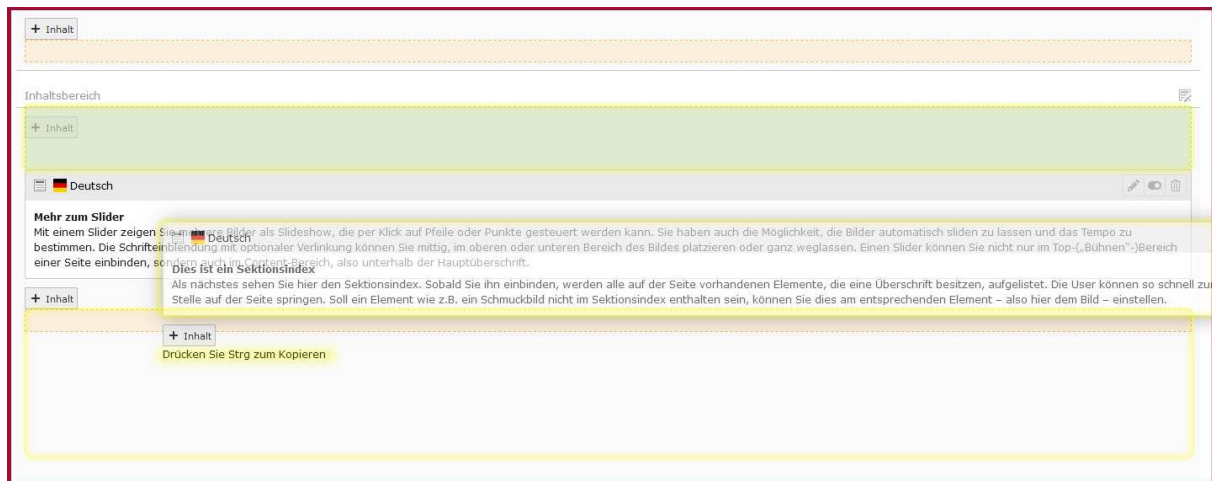 + Inhalt
Inhaltsbereich
+ Inhalt
Deutsch
Mehr zum Slider
Mit einem Slider zeigen Sie mehrere Bilder als Slideshow, die per Klick auf Pfeile oder Punkte gesteuert werden kann. Sie haben auch die Möglichkeit, die Bilder automatisch sliden zu lassen und das Tempo zu
bestimmen. Die Schrifteinblendung mit optionaler Verlinkung können Sie mittig, im oberen oder unteren Bereich des Bildes platzieren oder ganz weglassen. Einen Slider können Sie nicht nur im Top-(„Bühnen"-)Bereich
einer Seite einbinden, sondern auch im Content-Bereich, also unterhalb der Hauptüberschrift.
Deutsch
Dies ist ein Sektionsindex
Als nächstes sehen Sie hier den Sektionsindex. Sobald Sie ihn einbinden, werden alle auf der Seite vorhandenen Elemente, die eine Überschrift besitzen, aufgelistet. Die User können so schnell zur
Stelle auf der Seite springen. Soll ein Element wie z.B. ein Schmuckbild nicht im Sektionsindex enthalten sein, können Sie dies am entsprechenden Element – also hier dem Bild – einstellen.
+ Inhalt
+ Inhalt
Drücken Sie Strg zum Kopieren